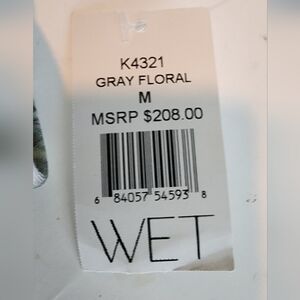 K4321
GRAY FLORAL
M
MSRP $208.00
6 84057 54593 8
WET